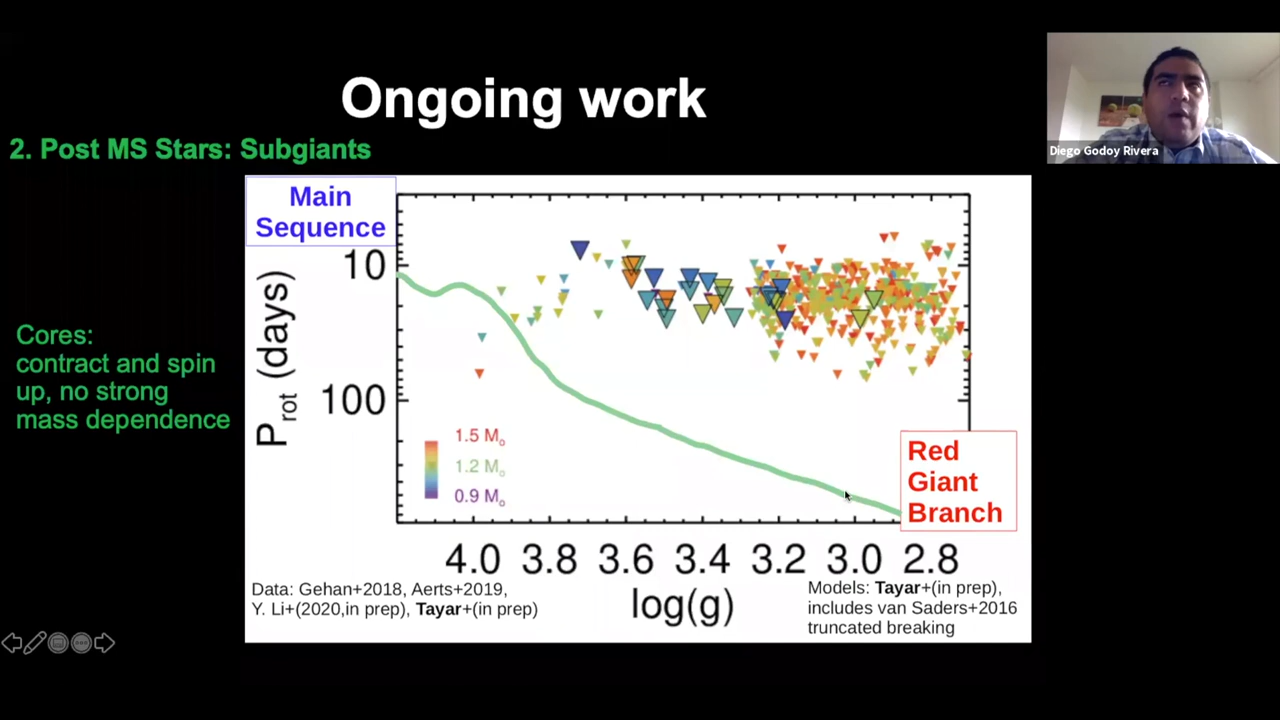 Ongoing work
Diego Godoy Rivera
2. Post MS Stars: Subgiants
Main
Sequence
Cores:
contract and spin
up, no strong
mass dependence
P_rot (days)
10
100
1.5 M_o
1.2 M_o
0.9 M_o
Red
Giant
Branch
4.0 3.8 3.6 3.4 3.2 3.0 2.8
log(g)
Data: Gehan+2018, Aerts+2019,
Y. Li+(2020,in prep), Tayar+(in prep)
Models: Tayar+(in prep),
includes van Saders+2016
truncated breaking